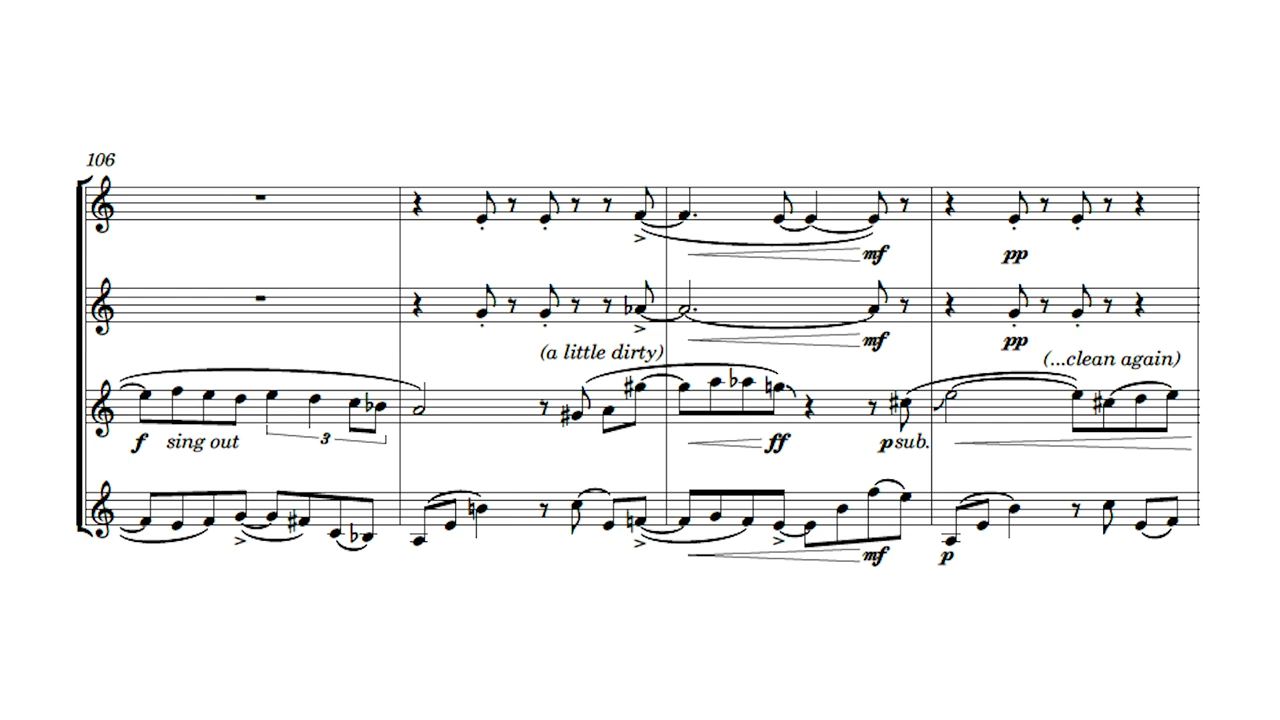 106
mf
pp
mf
pp
(a little dirty)
(...clean again)
f sing out
3
ff
p sub.
mf
p